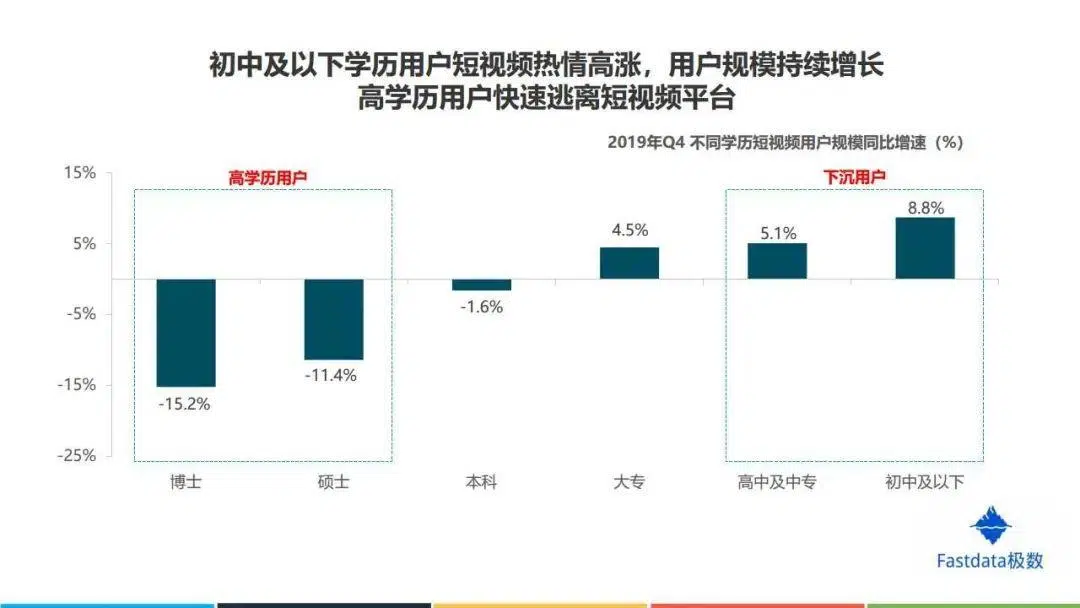 初中及以下学历用户短视频热情高涨，用户规模持续增长
高学历用户快速逃离短视频平台
2019年Q4 不同学历短视频用户规模同比增速（%）
15%
5%
-5%
-15%
-25%
高学历用户
下沉用户
-15.2%
-11.4%
-1.6%
4.5%
5.1%
8.8%
博士
硕士
本科
大专
高中及中专
初中及以下
Fastdata极数